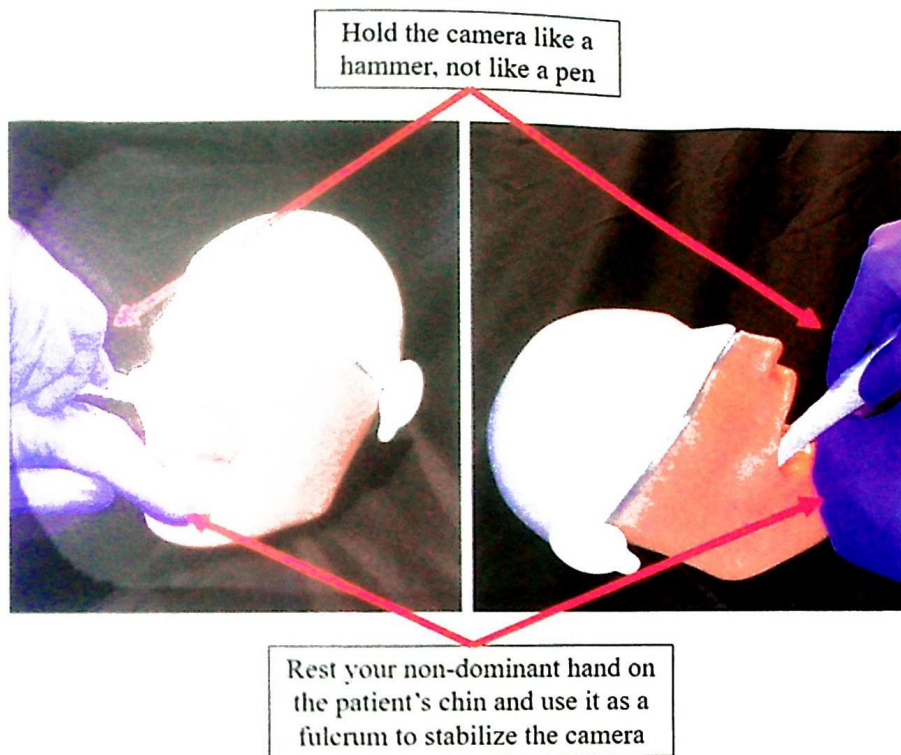 Hold the camera like a
hammer, not like a pen
Rest your non-dominant hand on
the patient's chin and use it as a
fulcrum to stabilize the camera